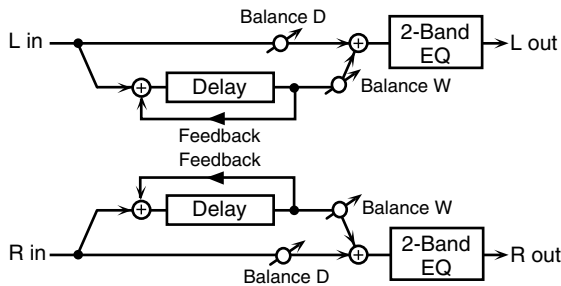 Balance D
L in
2-Band
EQ
L out
Delay
Balance W
Feedback
Feedback
Delay
Balance W
R in
2-Band
EQ
R out
Balance D